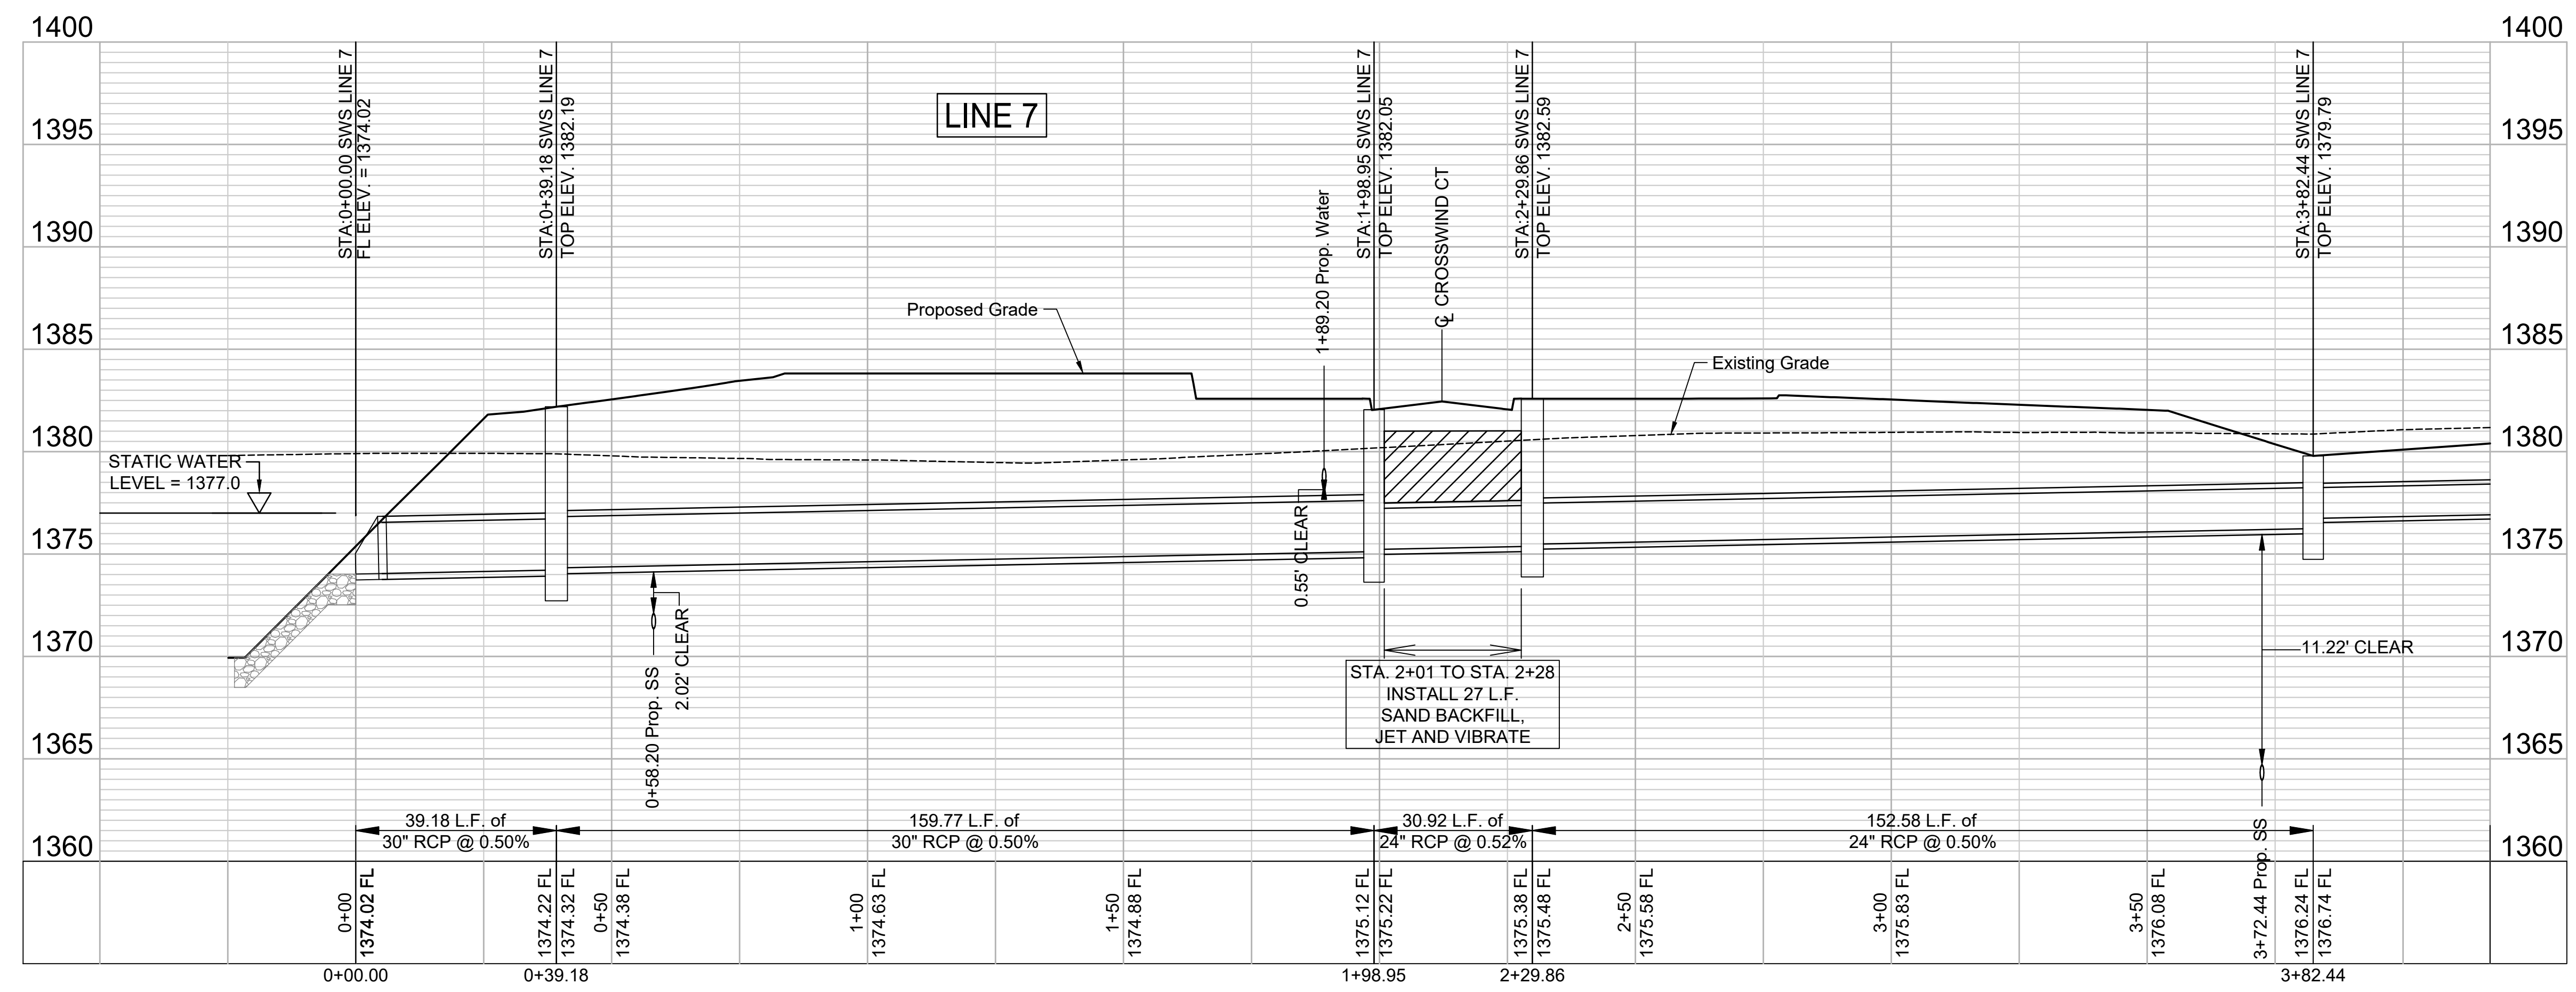 1400
1400
1395
1395
1390
1390
1385
1385
1380
1380
1375
1375
1370
1370
1365
1365
1360
1360
LINE 7
STA:0+00.00 SWS LINE 7
FL ELEV. = 1374.02
STA:0+39.18 SWS LINE 7
TOP ELEV. 1382.19
STA:1+98.95 SWS LINE 7
TOP ELEV. 1382.05
STA:2+29.86 SWS LINE 7
TOP ELEV. 1382.59
STA:3+82.44 SWS LINE 7
TOP ELEV. 1379.79
1+89.20 Prop. Water
CL CROSSWIND CT
Proposed Grade
Existing Grade
STATIC WATER
LEVEL = 1377.0
0.55' CLEAR
2.02' CLEAR
0+58.20 Prop. SS
11.22' CLEAR
3+72.44 Prop. SS
STA. 2+01 TO STA. 2+28
INSTALL 27 L.F.
SAND BACKFILL,
JET AND VIBRATE
39.18 L.F. of
30" RCP @ 0.50%
159.77 L.F. of
30" RCP @ 0.50%
30.92 L.F. of
24" RCP @ 0.52%
152.58 L.F. of
24" RCP @ 0.50%
0+00
1374.02 FL
1374.22 FL
1374.32 FL
0+50
1374.38 FL
1+00
1374.63 FL
1+50
1374.88 FL
1375.12 FL
1375.22 FL
1375.38 FL
1375.48 FL
2+50
1375.58 FL
3+00
1375.83 FL
3+50
1376.08 FL
1376.24 FL
1376.74 FL
0+00.00
0+39.18
1+98.95
2+29.86
3+82.44